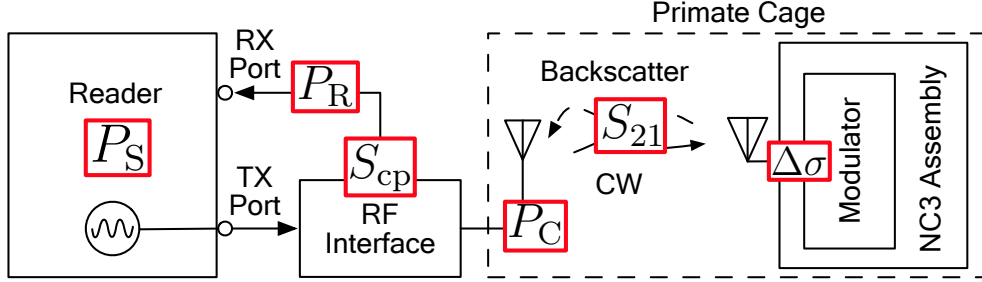 Primate Cage
RX
Port
Reader
P_R
Backscatter
P_S
S_21
S_cp
TX
Port
CW
Δσ
Modulator
NC3 Assembly
RF
Interface
P_C